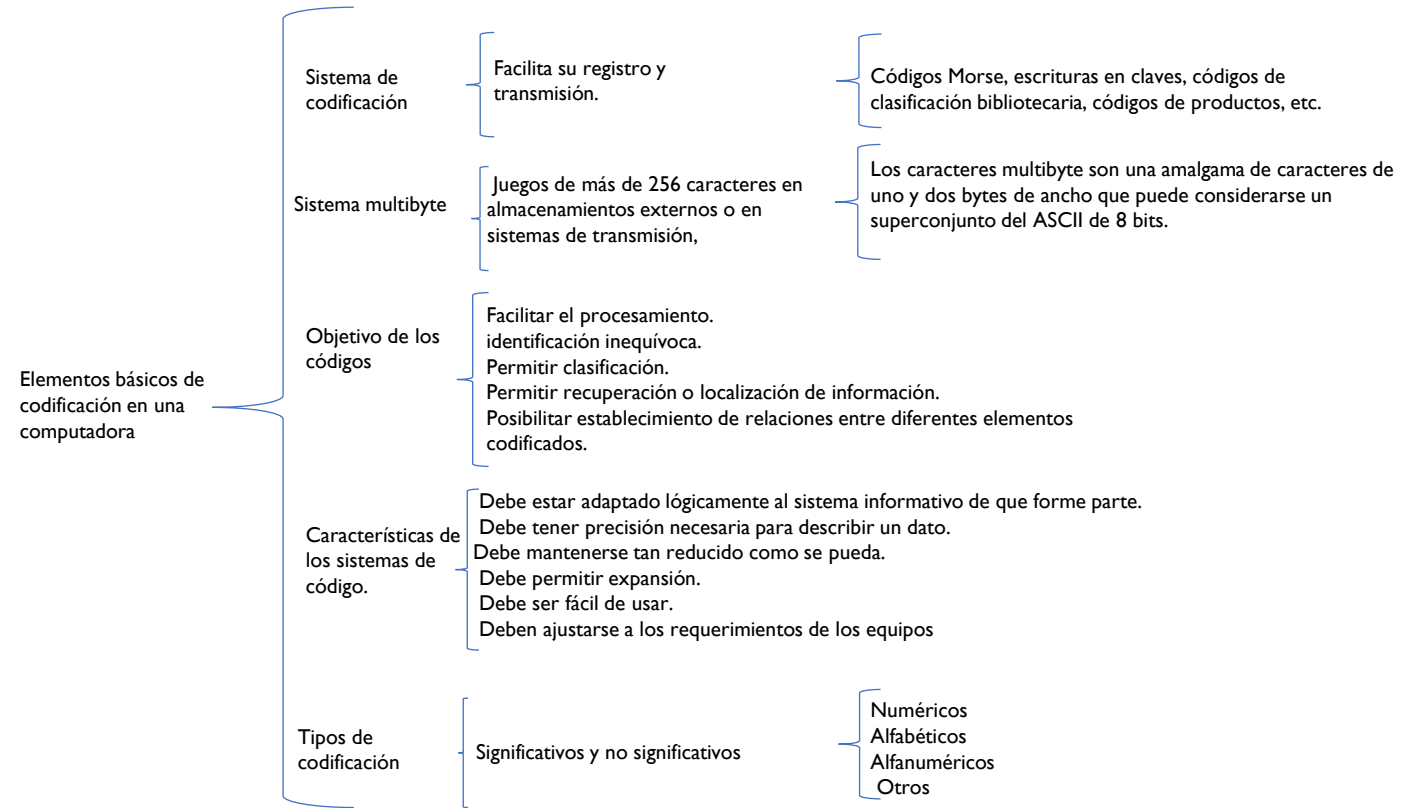 Elementos básicos de
codificación en una
computadora
Sistema de
codificación
Facilita su registro y
transmisión.
Códigos Morse, escrituras en claves, códigos de
clasificación bibliotecaria, códigos de productos, etc.
Sistema multibyte
Juegos de más de 256 caracteres en
almacenamientos externos o en
sistemas de transmisión,
Los caracteres multibyte son una amalgama de caracteres de
uno y dos bytes de ancho que puede considerarse un
superconjunto del ASCII de 8 bits.
Objetivo de los
códigos
Facilitar el procesamiento.
identificación inequívoca.
Permitir clasificación.
Permitir recuperación o localización de información.
Posibilitar establecimiento de relaciones entre diferentes elementos
codificados.
Características de
los sistemas de
código.
Debe estar adaptado lógicamente al sistema informativo de que forme parte.
Debe tener precisión necesaria para describir un dato.
Debe mantenerse tan reducido como se pueda.
Debe permitir expansión.
Debe ser fácil de usar.
Deben ajustarse a los requerimientos de los equipos
Tipos de
codificación
Significativos y no significativos
Numéricos
Alfabéticos
Alfanuméricos
Otros